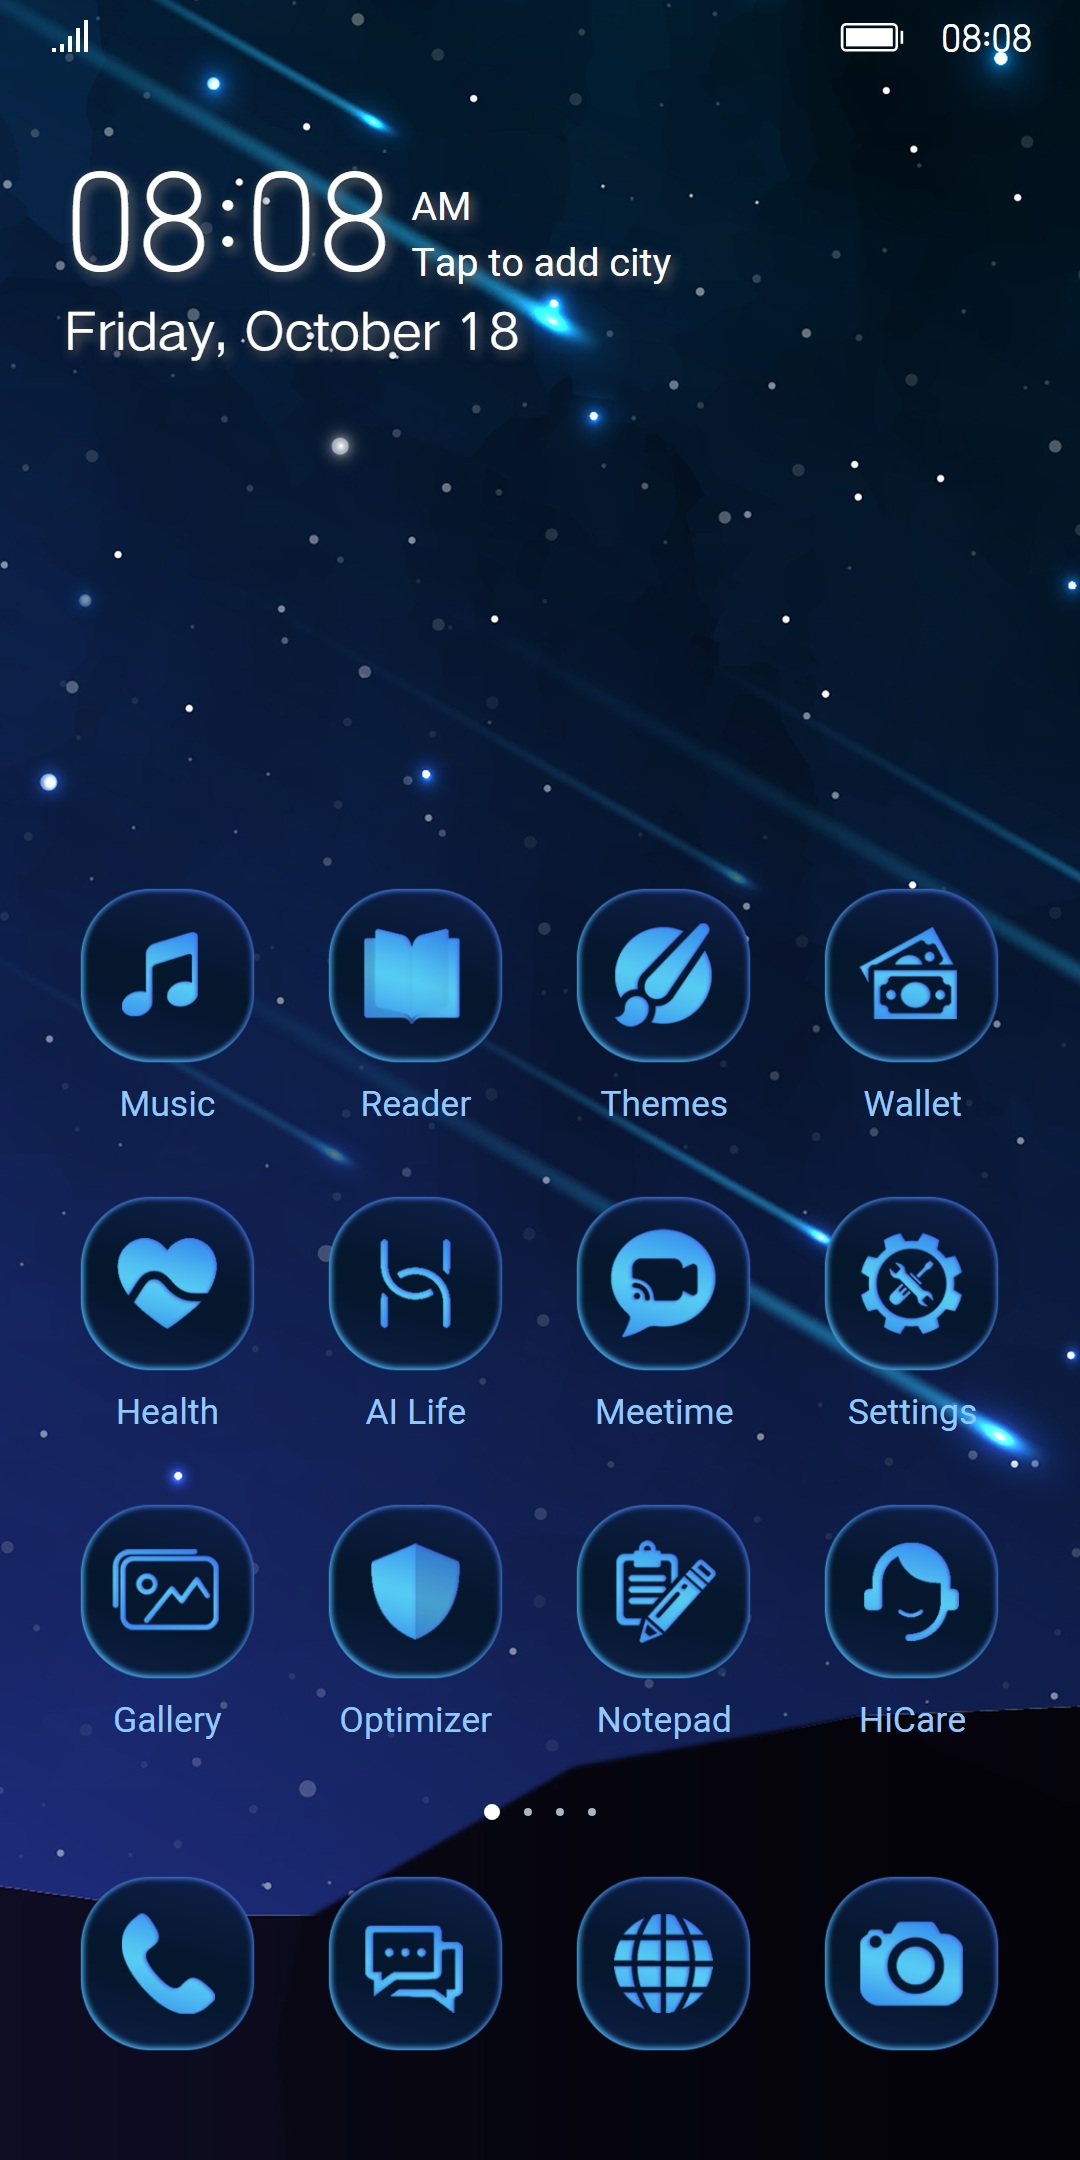 08:08
08:08 AM
Tap to add city
Friday, October 18
Music Reader Themes Wallet
Health AI Life Meetime Settings
Gallery Optimizer Notepad HiCare